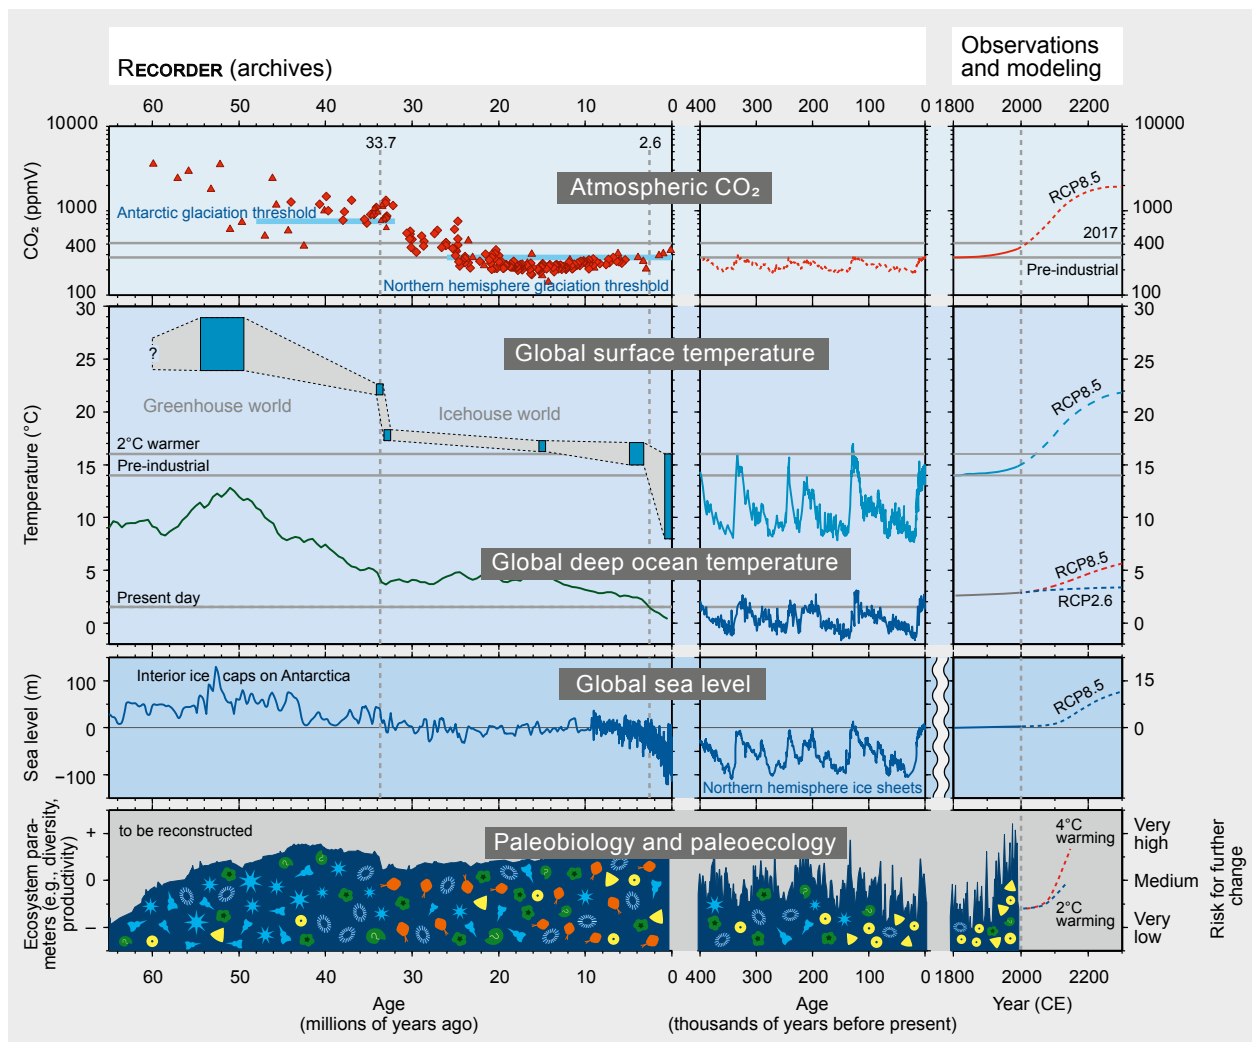 RECORDER (archives)
Observations
and modeling
60 50 40 30 20 10 0
400 300 200 100 0
1800 2000 2200
CO₂ (ppmV)
10000
1000
400
100
33.7
2.6
Atmospheric CO₂
Antarctic glaciation threshold
Northern hemisphere glaciation threshold
RCP8.5
2017
Pre-industrial
10000
1000
400
100
Temperature (°C)
30
25
20
15
10
5
0
?
Global surface temperature
Greenhouse world
Icehouse world
2°C warmer
Pre-industrial
Global deep ocean temperature
Present day
RCP8.5
RCP8.5
RCP2.6
30
25
20
15
10
5
0
Sea level (m)
100
0
−100
Interior ice caps on Antarctica
Global sea level
Northern hemisphere ice sheets
RCP8.5
15
0
Ecosystem para-
meters (e.g., diversity,
productivity)
+
0
−
to be reconstructed
Paleobiology and paleoecology
4°C
warming
2°C
warming
Very
high
Medium
Very
low
Risk for further
change
60 50 40 30 20 10 0
400 300 200 100 0
1800 2000 2200
Age
(millions of years ago)
Age
(thousands of years before present)
Year (CE)